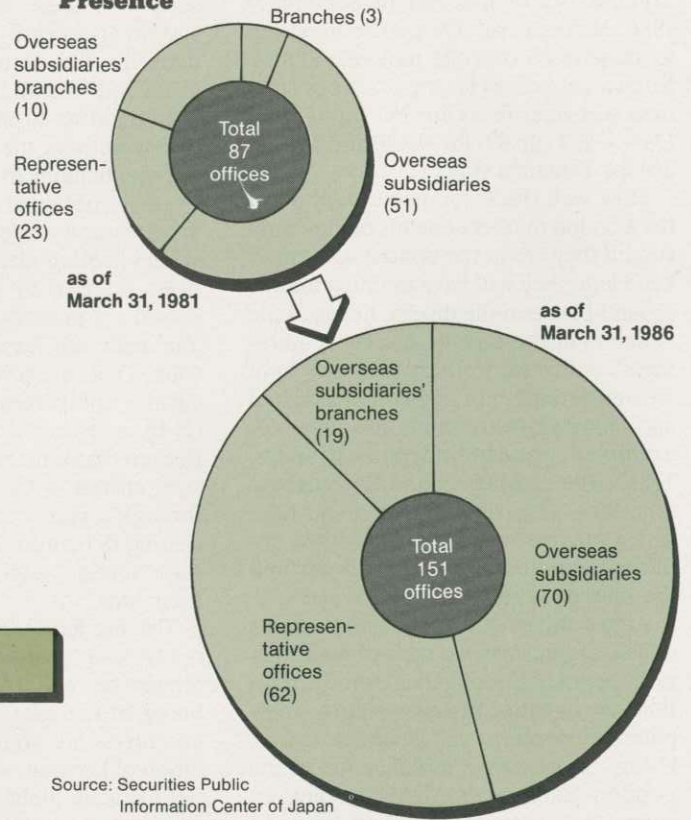 Presence
Branches (3)
Overseas
subsidiaries'
branches
(10)
Total
87
offices
Represen-
tative
offices
(23)
Overseas
subsidiaries
(51)
as of
March 31, 1981
as of
March 31, 1986
Overseas
subsidiaries'
branches
(19)
Total
151
offices
Overseas
subsidiaries
(70)
Represen-
tative
offices
(62)
Source: Securities Public
Information Center of Japan